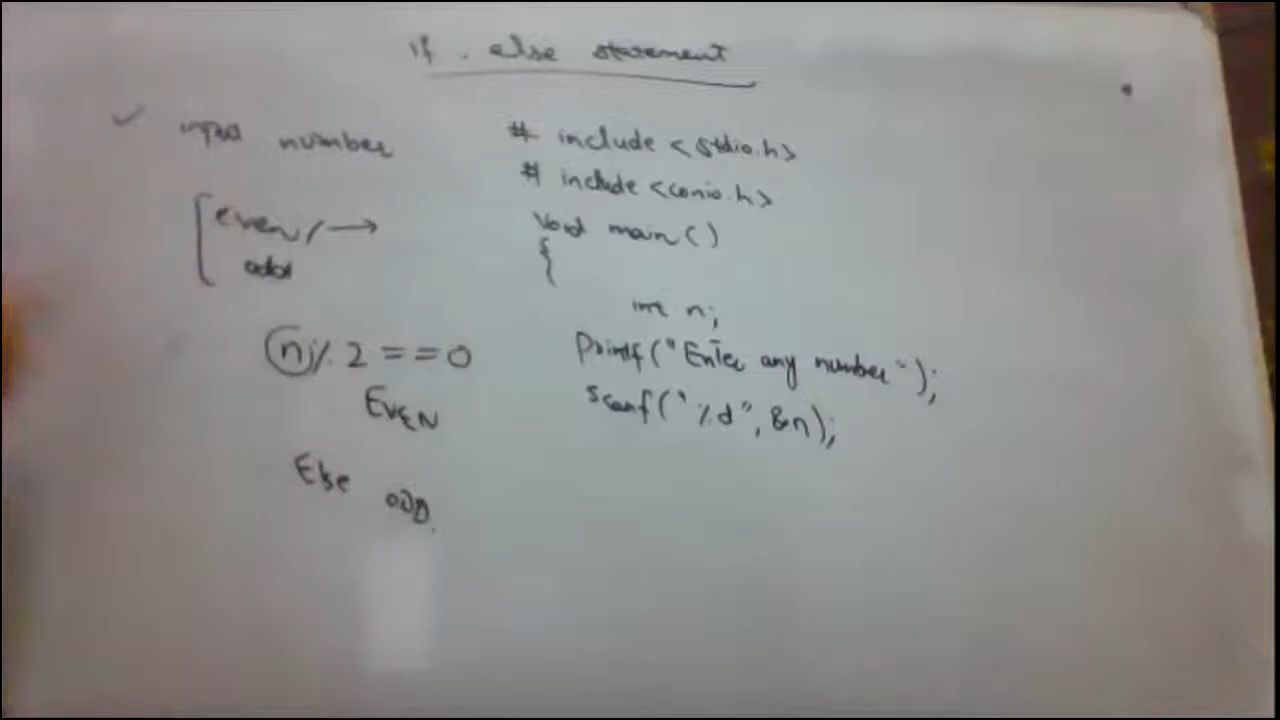 if - else statement
✓ input number
[ even / →
odd
n % 2 == 0
EVEN
Else ODD.
# include <stdio.h>
# include <conio.h>
void main()
{
int n;
Printf("Enter any number");
scanf("%d", &n);